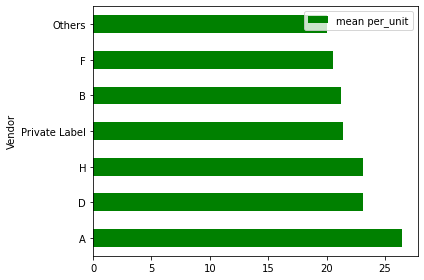 mean per_unit
Others
F
B
Private Label
H
D
A
Vendor
0 5 10 15 20 25